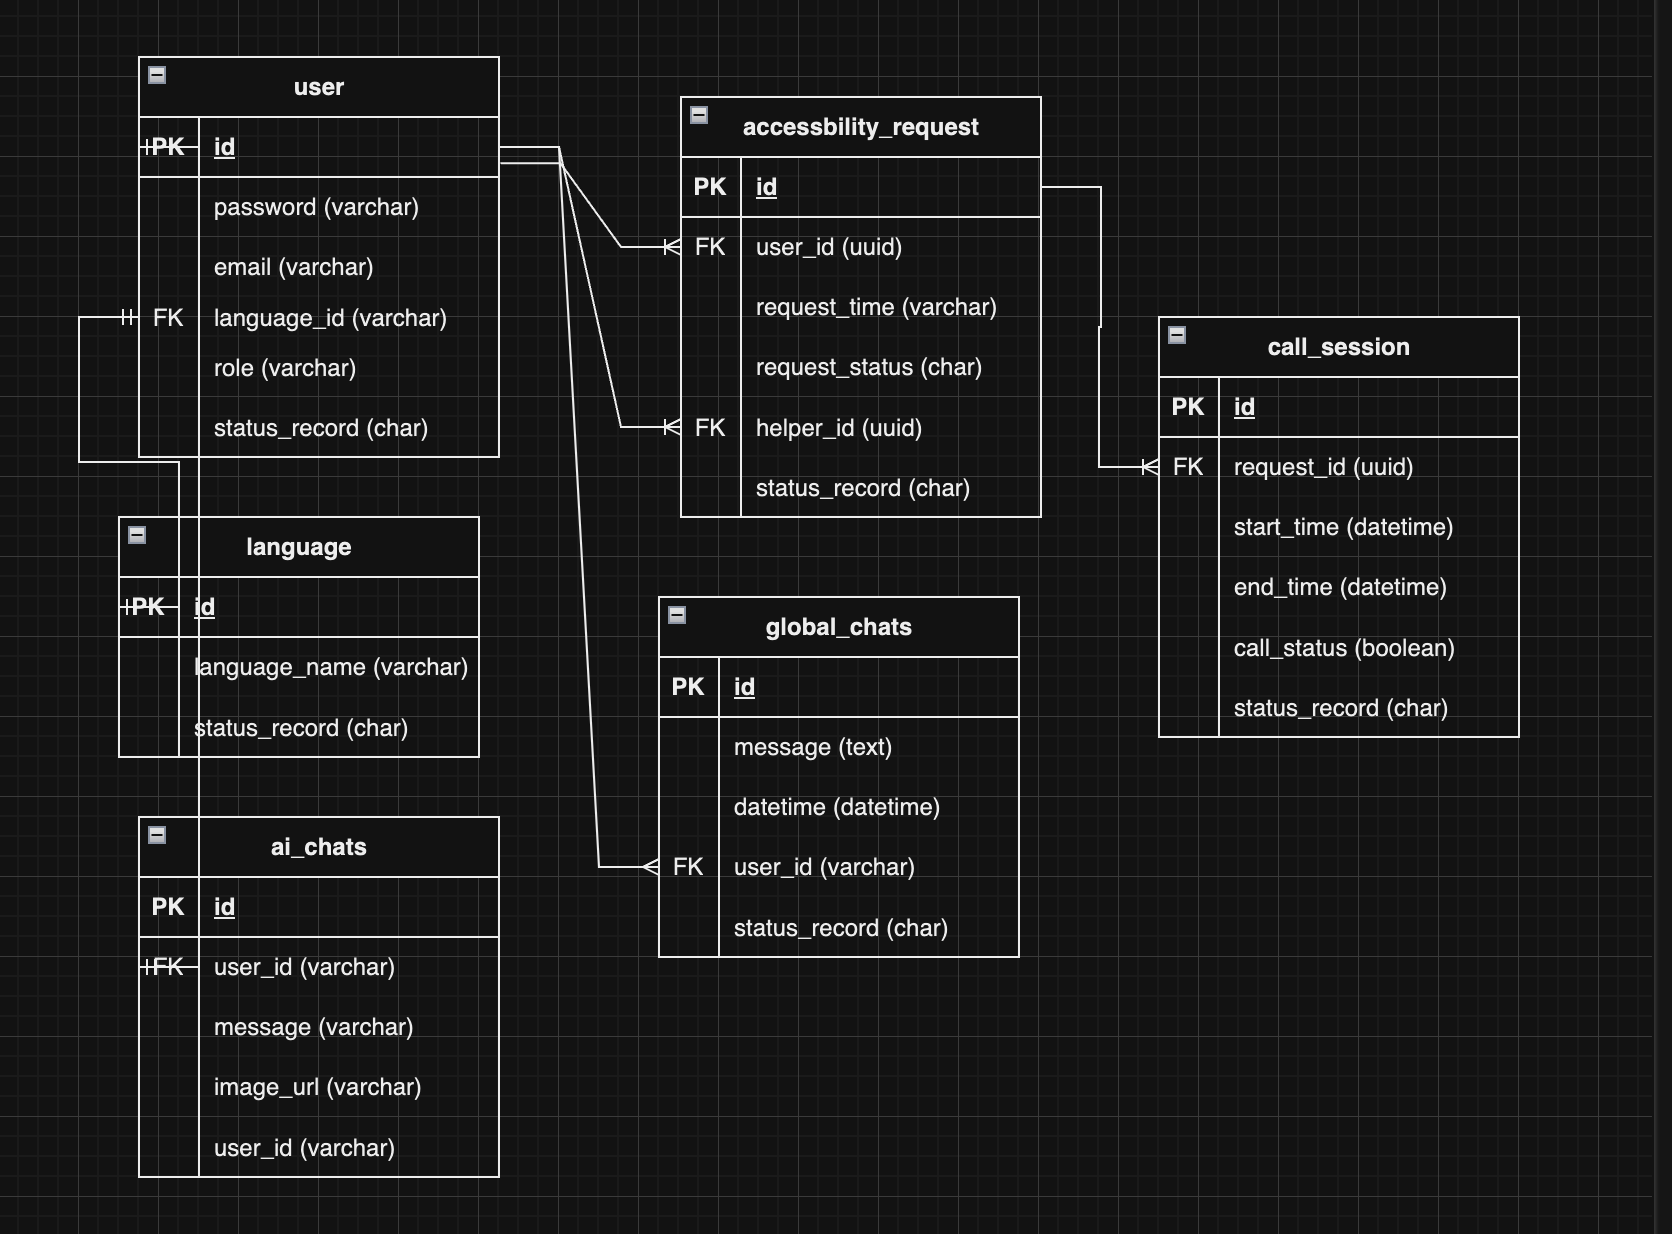 user
PK id
password (varchar)
email (varchar)
FK language_id (varchar)
role (varchar)
status_record (char)
language
PK id
language_name (varchar)
status_record (char)
ai_chats
PK id
FK user_id (varchar)
message (varchar)
image_url (varchar)
user_id (varchar)
accessbility_request
PK id
FK user_id (uuid)
request_time (varchar)
request_status (char)
FK helper_id (uuid)
status_record (char)
global_chats
PK id
message (text)
datetime (datetime)
FK user_id (varchar)
status_record (char)
call_session
PK id
FK request_id (uuid)
start_time (datetime)
end_time (datetime)
call_status (boolean)
status_record (char)